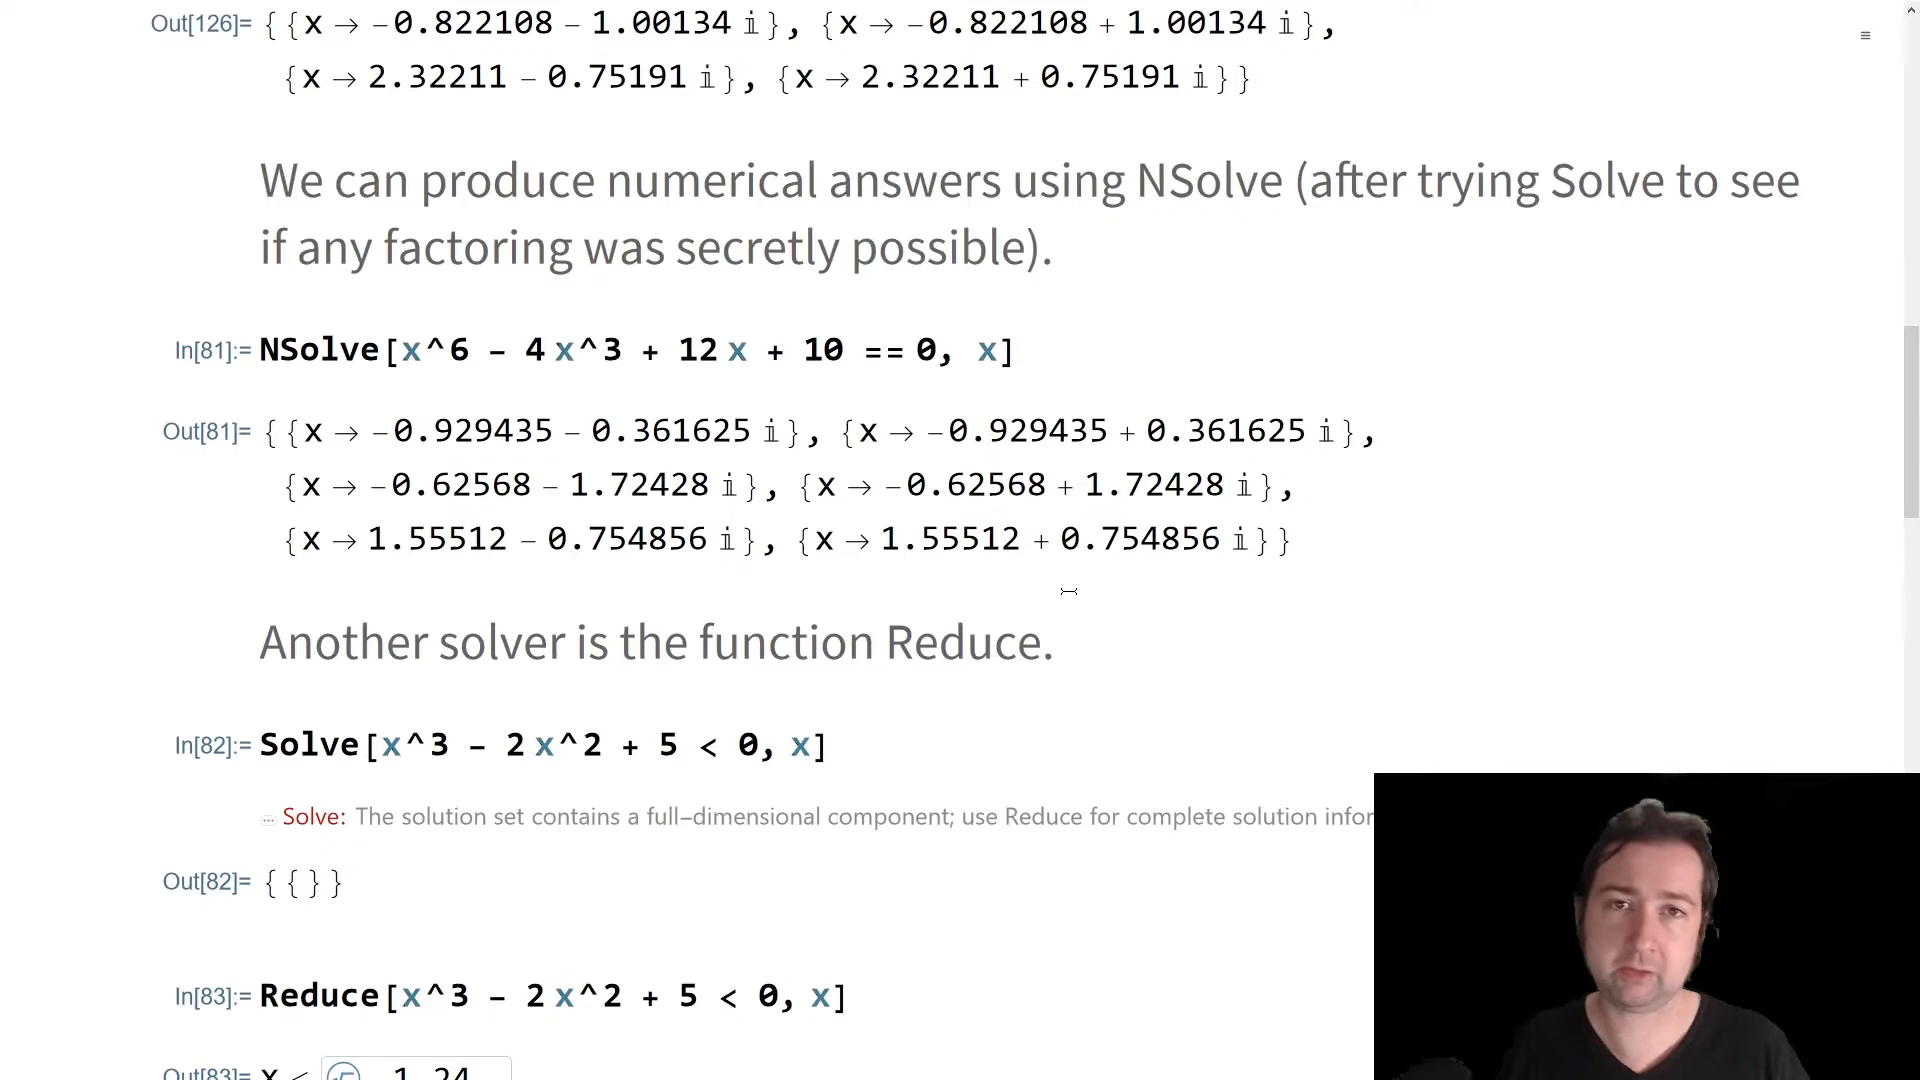 Out[126]= {{x → -0.822108 - 1.00134 ⅈ}, {x → -0.822108 + 1.00134 ⅈ},
{x → 2.32211 - 0.75191 ⅈ}, {x → 2.32211 + 0.75191 ⅈ}}
We can produce numerical answers using NSolve (after trying Solve to see
if any factoring was secretly possible).
In[81]:= NSolve[x^6 - 4 x^3 + 12 x + 10 == 0, x]
Out[81]= {{x → -0.929435 - 0.361625 ⅈ}, {x → -0.929435 + 0.361625 ⅈ},
{x → -0.62568 - 1.72428 ⅈ}, {x → -0.62568 + 1.72428 ⅈ},
{x → 1.55512 - 0.754856 ⅈ}, {x → 1.55512 + 0.754856 ⅈ}}
Another solver is the function Reduce.
In[82]:= Solve[x^3 - 2 x^2 + 5 < 0, x]
Solve: The solution set contains a full-dimensional component; use Reduce for complete solution infor
Out[82]= {{}}
In[83]:= Reduce[x^3 - 2 x^2 + 5 < 0, x]
Out[83]= x <